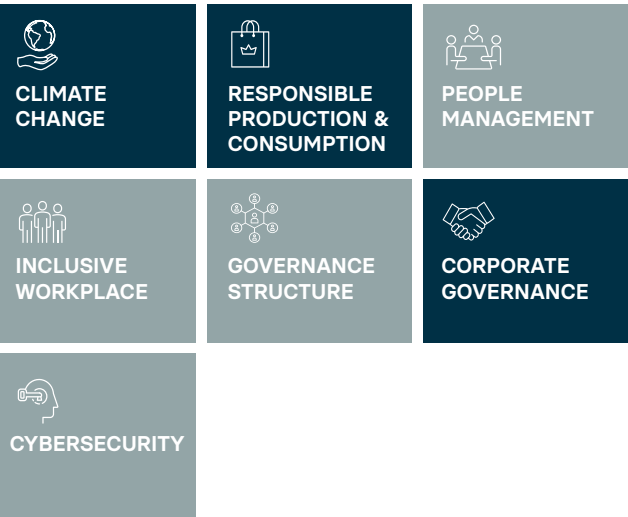 CLIMATE
CHANGE
RESPONSIBLE
PRODUCTION &
CONSUMPTION
PEOPLE
MANAGEMENT
INCLUSIVE
WORKPLACE
GOVERNANCE
STRUCTURE
CORPORATE
GOVERNANCE
CYBERSECURITY